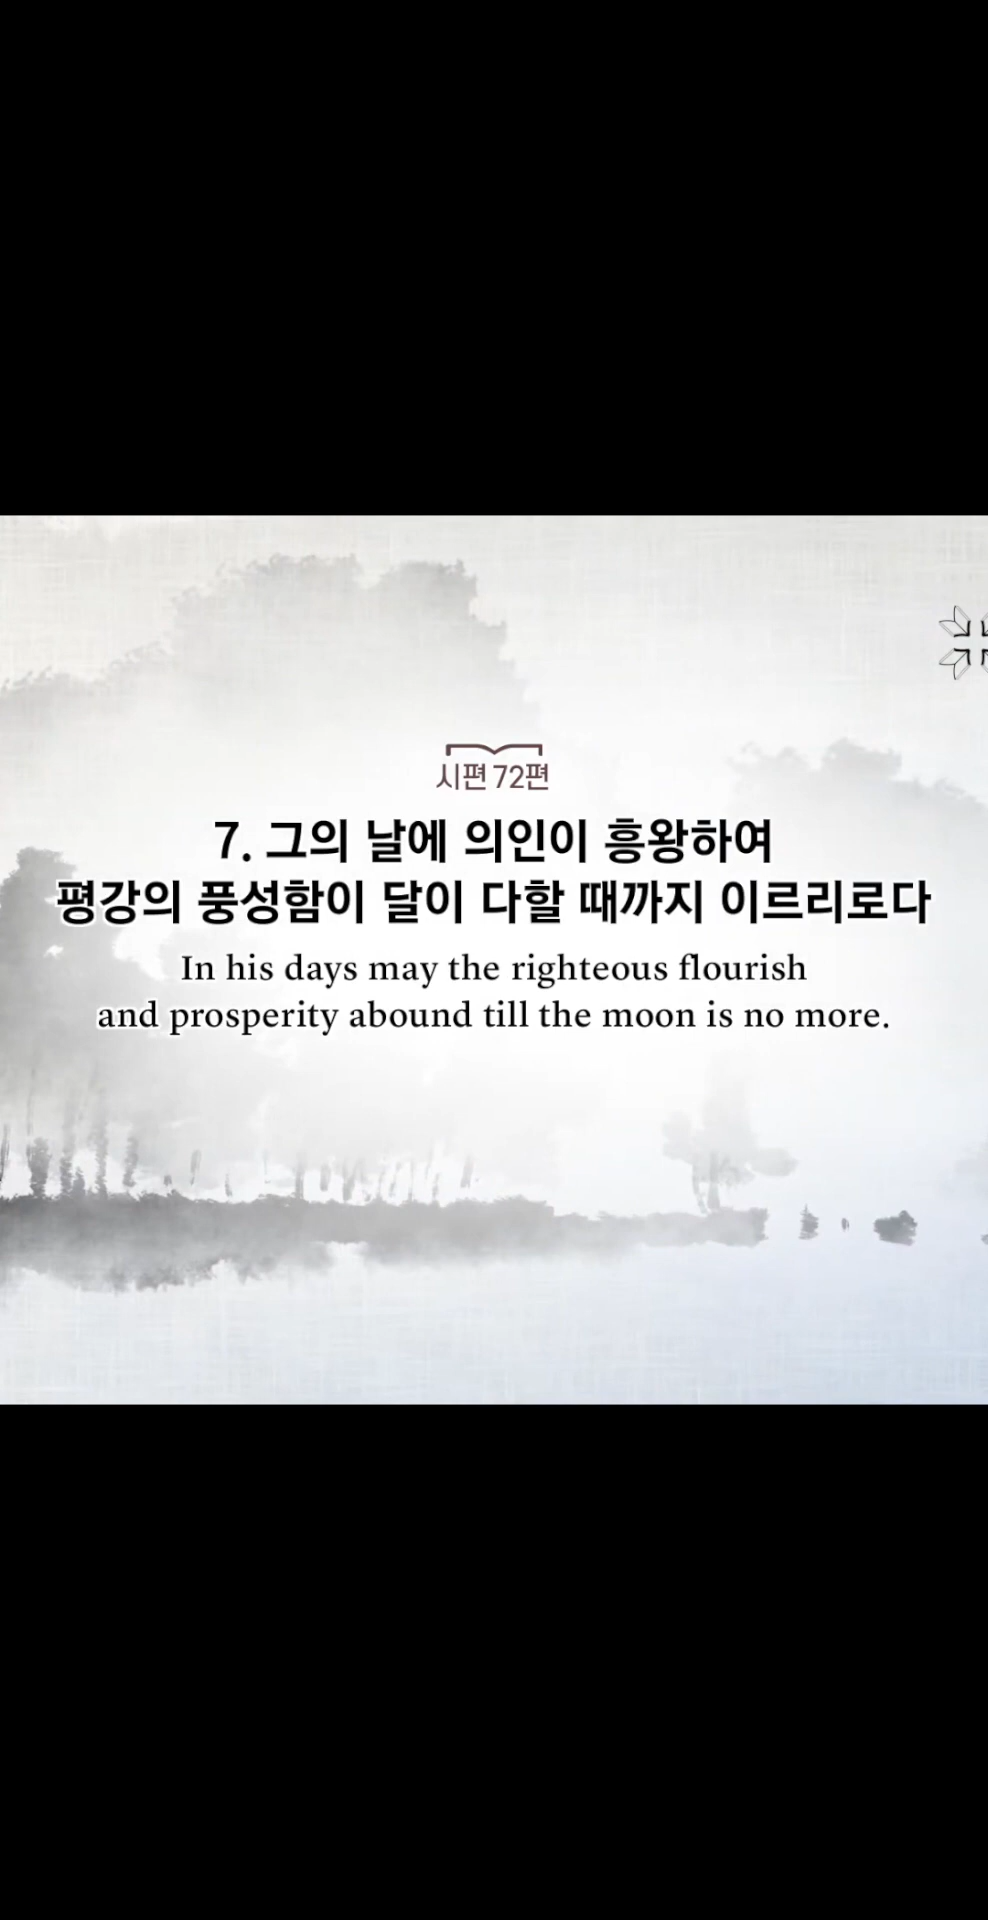 시편 72편
7. 그의 날에 의인이 흥왕하여
평강의 풍성함이 달이 다할 때까지 이르리로다
In his days may the righteous flourish
and prosperity abound till the moon is no more.